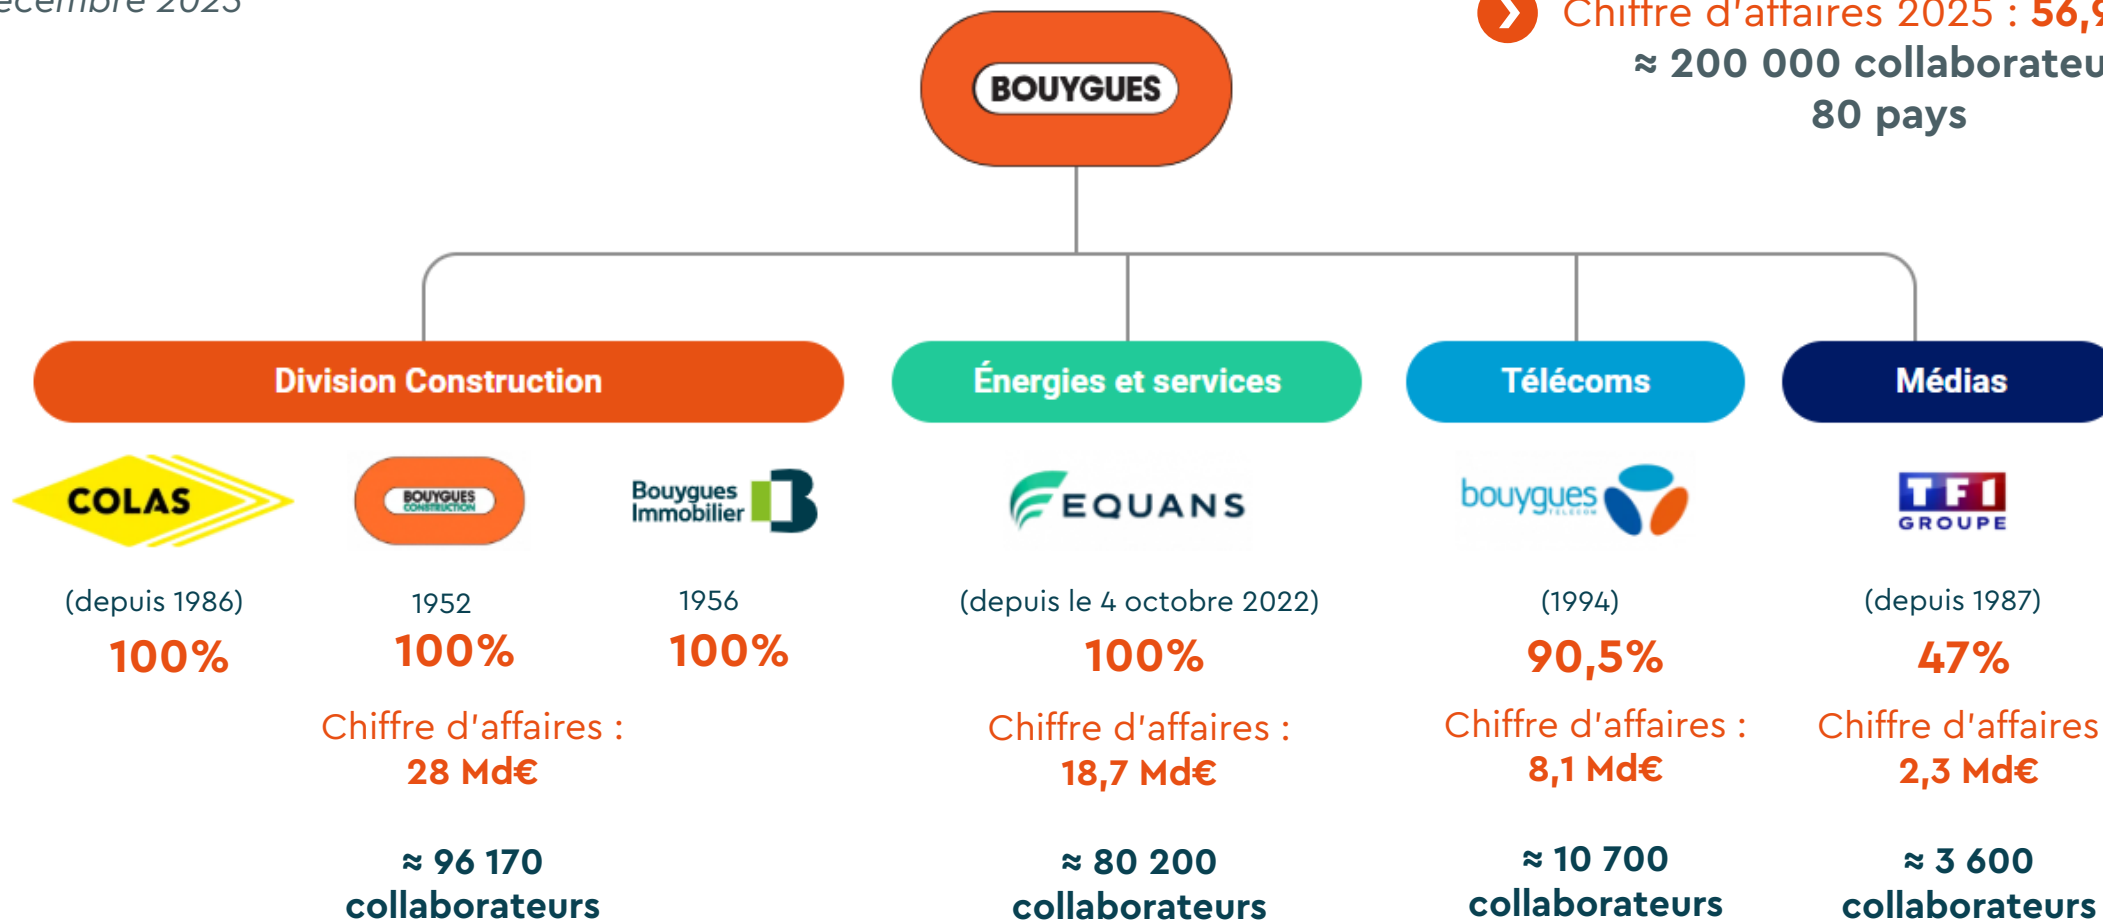 décembre 2025
Chiffre d'affaires 2025 : 56,9
≈ 200 000 collaborateu
80 pays
BOUYGUES
Division Construction
Énergies et services
Télécoms
Médias
COLAS
BOUYGUES
CONSTRUCTION
Bouygues
Immobilier
EQUANS
bouygues
TELECOM
TF1
GROUPE
(depuis 1986)
1952
1956
(depuis le 4 octobre 2022)
(1994)
(depuis 1987)
100%
100%
100%
100%
90,5%
47%
Chiffre d'affaires :
28 Md€
Chiffre d'affaires :
18,7 Md€
Chiffre d'affaires :
8,1 Md€
Chiffre d'affaires
2,3 Md€
≈ 96 170
collaborateurs
≈ 80 200
collaborateurs
≈ 10 700
collaborateurs
≈ 3 600
collaborateurs